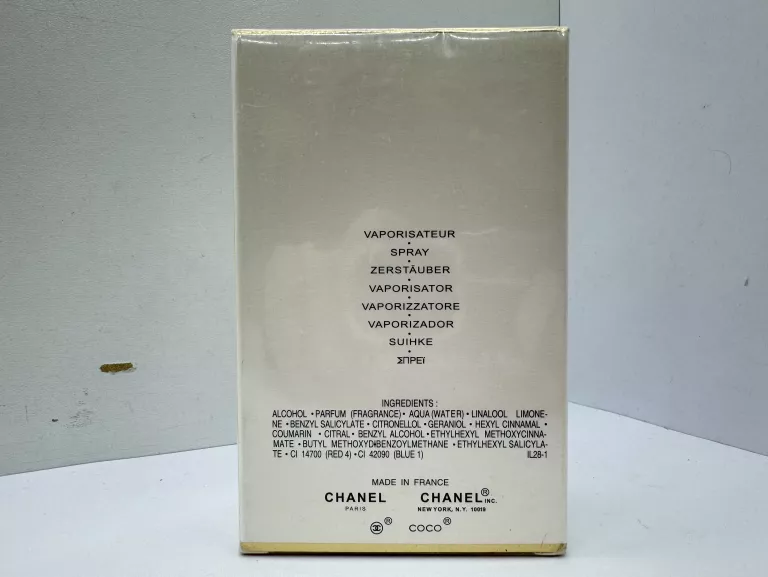 VAPORISATEUR
•
SPRAY
•
ZERSTÄUBER
•
VAPORISATOR
•
VAPORIZZATORE
•
VAPORIZADOR
•
SUIHKE
•
ΣΠΡΕΪ
INGREDIENTS :
ALCOHOL • PARFUM (FRAGRANCE) • AQUA (WATER) • LINALOOL LIMONE-
NE • BENZYL SALICYLATE • CITRONELLOL • GERANIOL • HEXYL CINNAMAL •
COUMARIN • CITRAL • BENZYL ALCOHOL • ETHYLHEXYL METHOXYCINNA-
MATE • BUTYL METHOXYDIBENZOYLMETHANE • ETHYLHEXYL SALICYLA-
TE • CI 14700 (RED 4) • CI 42090 (BLUE 1) IL2B-1
MADE IN FRANCE
CHANEL CHANEL® INC.
PARIS NEW YORK, N.Y. 10019
® COCO®